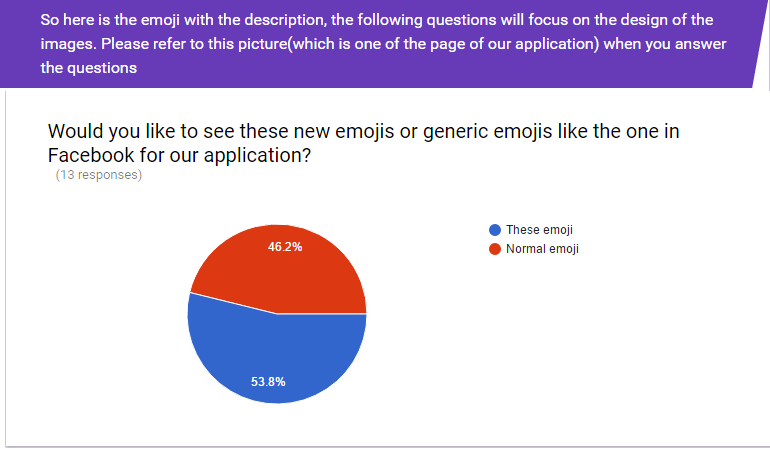 So here is the emoji with the description, the following questions will focus on the design of the
images. Please refer to this picture(which is one of the page of our application) when you answer
the questions
Would you like to see these new emojis or generic emojis like the one in
Facebook for our application?
(13 responses)
These emoji
Normal emoji
46.2%
53.8%